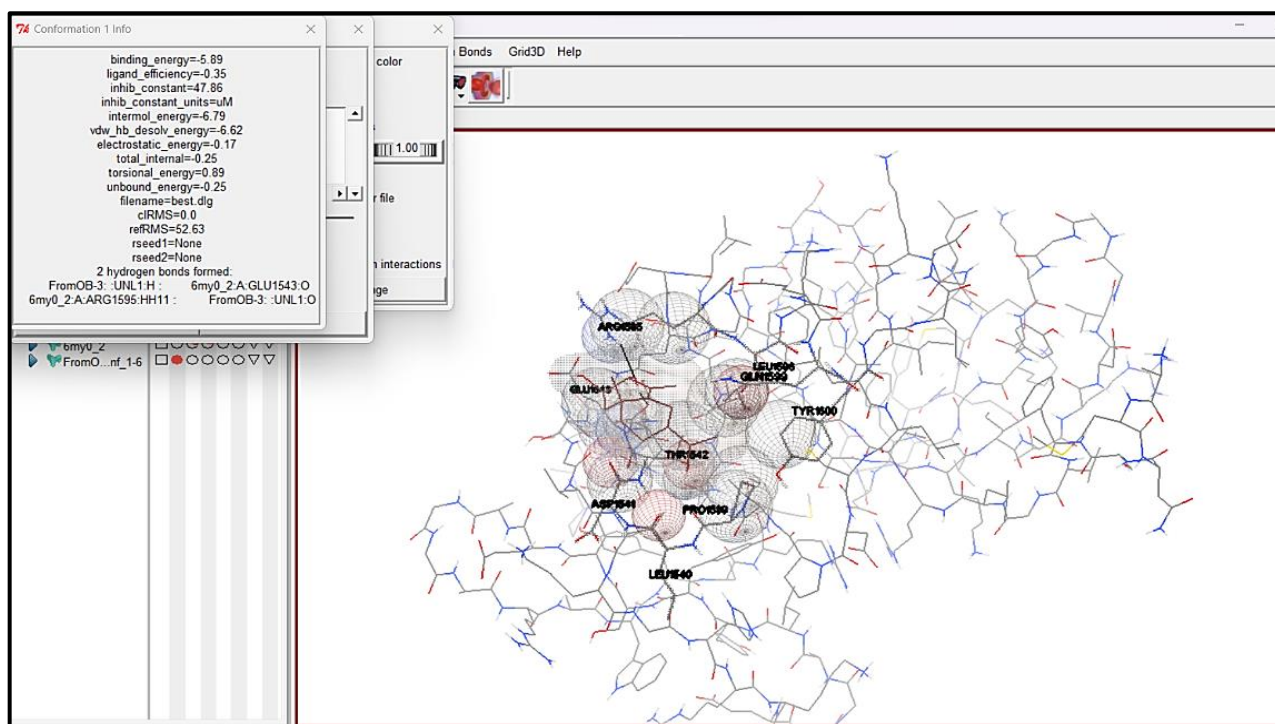 Conformation 1 Info
binding_energy=-5.89
ligand_efficiency=-0.35
inhib_constant=47.86
inhib_constant_units=uM
intermol_energy=-6.79
vdw_hb_desolv_energy=-6.62
electrostatic_energy=-0.17
total_internal=-0.25
torsional_energy=0.89
unbound_energy=-0.25
filename=best.dlg
clRMS=0.0
refRMS=52.63
rseed1=None
rseed2=None
2 hydrogen bonds formed:
FromOB-3: :UNL1:H : 6my0_2:A:GLU1543:O
6my0_2:A:ARG1595:HH11 : FromOB-3: :UNL1:O
Bonds Grid3D Help
color
1.00
file
interactions
6my0_2
FromO...nf_1-6
ARG1595
LEU1596
GLN1599
GLU1543
TYR1600
THR1542
ASP1541
LEU1540